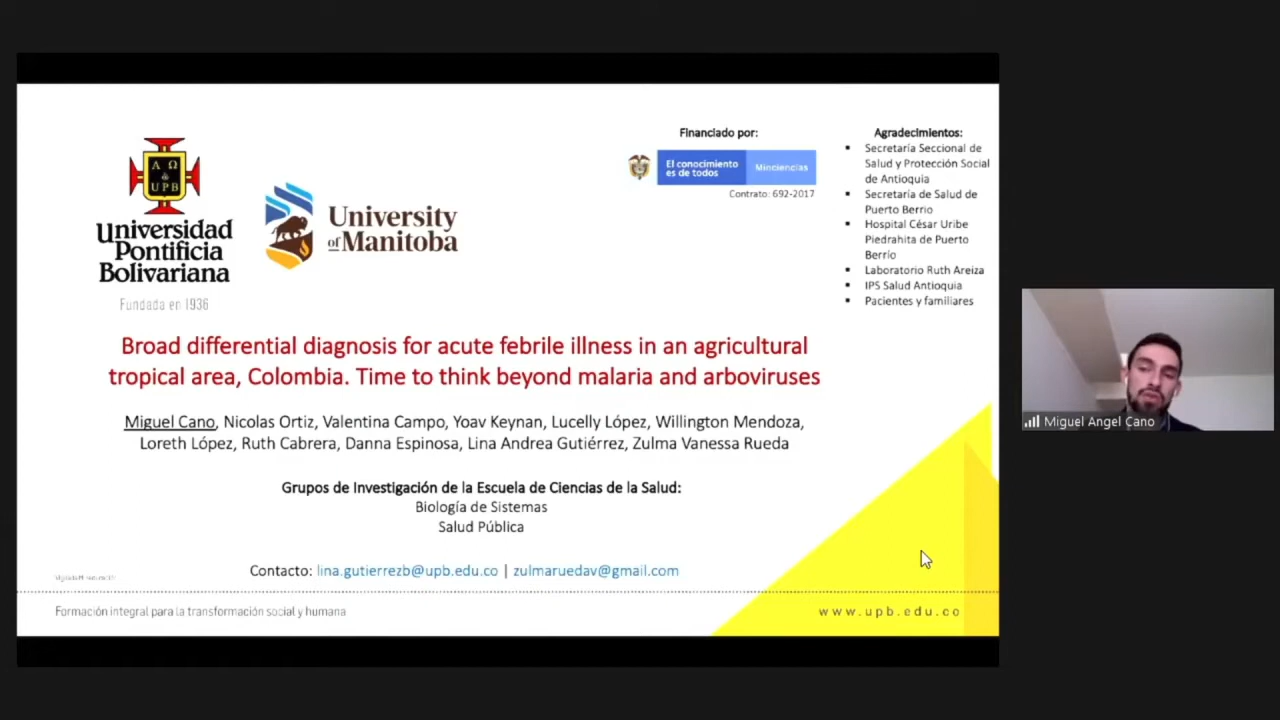 Α Ω
&
U P B
Universidad
Pontificia
Bolivariana
Fundada en 1936
University
of Manitoba
Financiado por:
El conocimiento
es de todos
Minciencias
Contrato: 692-2017
Agradecimientos:
▪ Secretaría Seccional de
Salud y Protección Social
de Antioquia
▪ Secretaría de Salud de
Puerto Berrio
▪ Hospital César Uribe
Piedrahita de Puerto
Berrío
▪ Laboratorio Ruth Areiza
▪ IPS Salud Antioquia
▪ Pacientes y familiares
Broad differential diagnosis for acute febrile illness in an agricultural
tropical area, Colombia. Time to think beyond malaria and arboviruses
Miguel Cano, Nicolas Ortiz, Valentina Campo, Yoav Keynan, Lucelly López, Willington Mendoza,
Loreth López, Ruth Cabrera, Danna Espinosa, Lina Andrea Gutiérrez, Zulma Vanessa Rueda
Grupos de Investigación de la Escuela de Ciencias de la Salud:
Biología de Sistemas
Salud Pública
Contacto: lina.gutierrezb@upb.edu.co | zulmaruedav@gmail.com
Formación integral para la transformación social y humana
www.upb.edu.co
Miguel Angel Cano